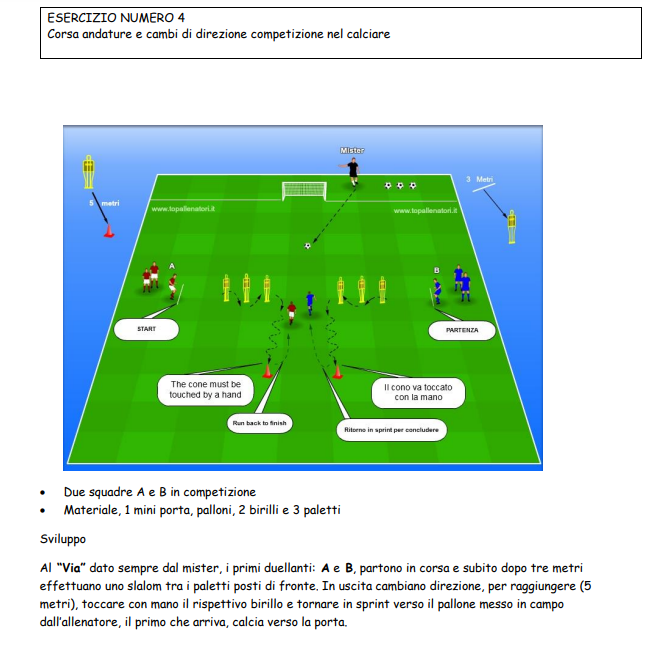 ESERCIZIO NUMERO 4
Corsa andature e cambi di direzione competizione nel calciare
Mister
3 Metri
5 metri
www.topallenatori.it
www.topallenatori.it
A
B
START
PARTENZA
The cone must be
touched by a hand
Il cono va toccato
con la mano
Run back to finish
Ritorno in sprint per concludere
• Due squadre A e B in competizione
• Materiale, 1 mini porta, palloni, 2 birilli e 3 paletti
Sviluppo
Al “Via” dato sempre dal mister, i primi duellanti: A e B, partono in corsa e subito dopo tre metri
effettuano uno slalom tra i paletti posti di fronte. In uscita cambiano direzione, per raggiungere (5
metri), toccare con mano il rispettivo birillo e tornare in sprint verso il pallone messo in campo
dall’allenatore, il primo che arriva, calcia verso la porta.